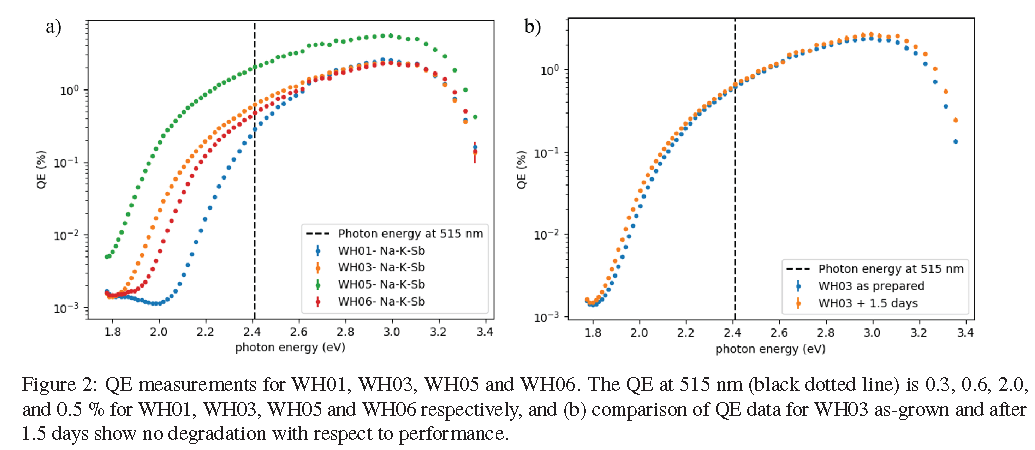 a)
QE (%)
10⁰
10⁻¹
10⁻²
10⁻³
1.8 2.0 2.2 2.4 2.6 2.8 3.0 3.2 3.4
photon energy (eV)
Photon energy at 515 nm
WH01- Na-K-Sb
WH03- Na-K-Sb
WH05- Na-K-Sb
WH06- Na-K-Sb
b)
QE (%)
10⁰
10⁻¹
10⁻²
10⁻³
1.8 2.0 2.2 2.4 2.6 2.8 3.0 3.2 3.4
photon energy (eV)
Photon energy at 515 nm
WH03 as prepared
WH03 + 1.5 days
Figure 2: QE measurements for WH01, WH03, WH05 and WH06. The QE at 515 nm (black dotted line) is 0.3, 0.6, 2.0,
and 0.5 % for WH01, WH03, WH05 and WH06 respectively, and (b) comparison of QE data for WH03 as-grown and after
1.5 days show no degradation with respect to performance.